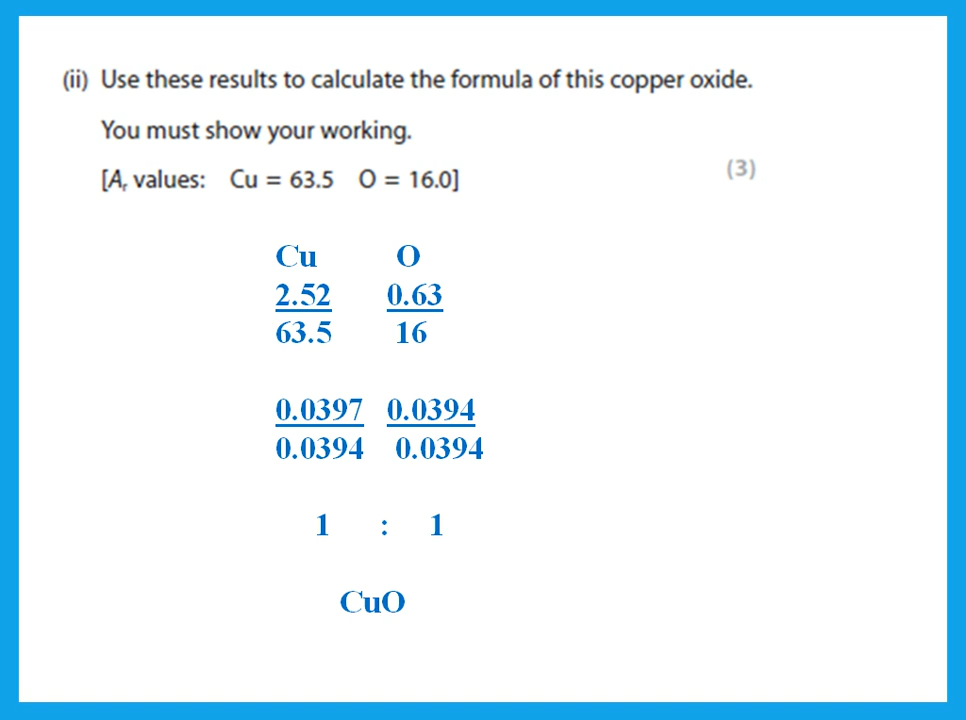 (ii) Use these results to calculate the formula of this copper oxide.
You must show your working.
[Ar values: Cu = 63.5 O = 16.0]
(3)
Cu O
2.52 0.63
63.5 16
0.0397 0.0394
0.0394 0.0394
1 : 1
CuO